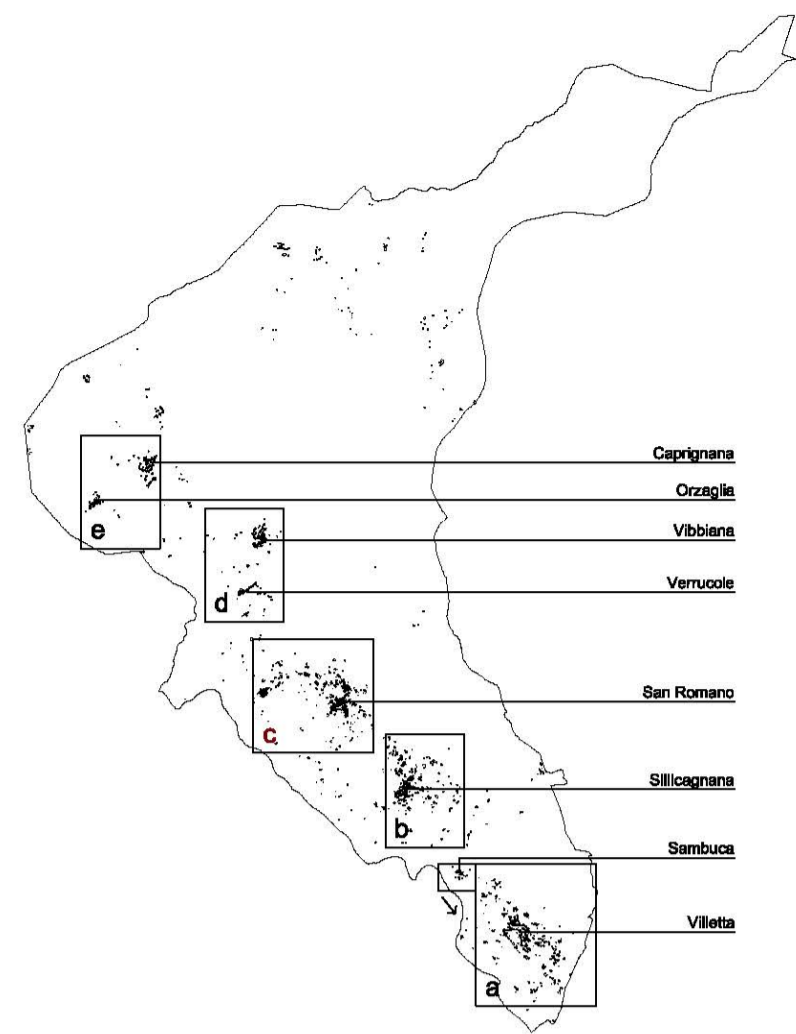 Caprignana
Orzaglia
e
Vibbiana
Verrucole
d
San Romano
c
Sillicagnana
b
Sambuca
Villetta
a